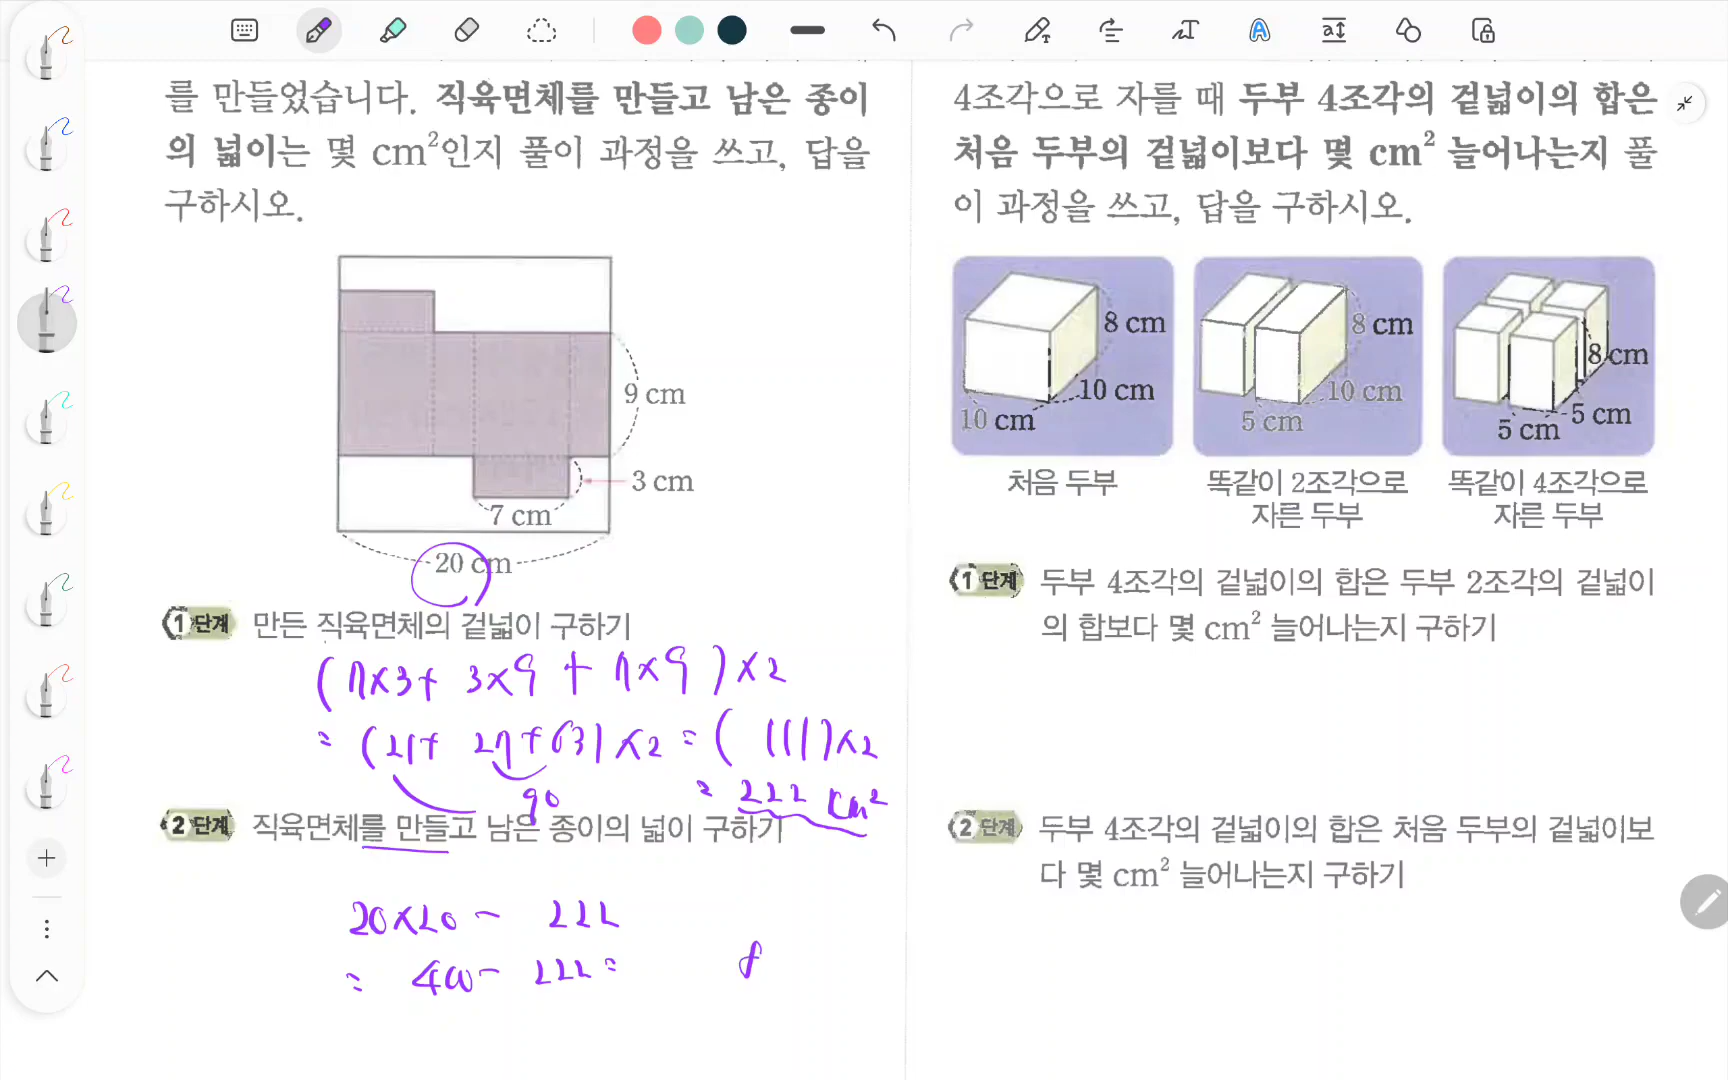 를 만들었습니다. 직육면체를 만들고 남은 종이
의 넓이는 몇 cm²인지 풀이 과정을 쓰고, 답을
구하시오.
9 cm
3 cm
7 cm
20 cm
1단계 만든 직육면체의 겉넓이 구하기
(7×3+ 3×9 + 7×9)×2
= (21+ 27+63)×2 = ( 111)×2
90
= 222 cm²
2단계 직육면체를 만들고 남은 종이의 넓이 구하기
20×20 - 222
= 400 - 222 =
4조각으로 자를 때 두부 4조각의 겉넓이의 합은
처음 두부의 겉넓이보다 몇 cm² 늘어나는지 풀
이 과정을 쓰고, 답을 구하시오.
8 cm
10 cm
10 cm
처음 두부
8 cm
10 cm
5 cm
똑같이 2조각으로
자른 두부
8 cm
5 cm
5 cm
똑같이 4조각으로
자른 두부
1단계 두부 4조각의 겉넓이의 합은 두부 2조각의 겉넓이
의 합보다 몇 cm² 늘어나는지 구하기
2단계 두부 4조각의 겉넓이의 합은 처음 두부의 겉넓이보
다 몇 cm² 늘어나는지 구하기